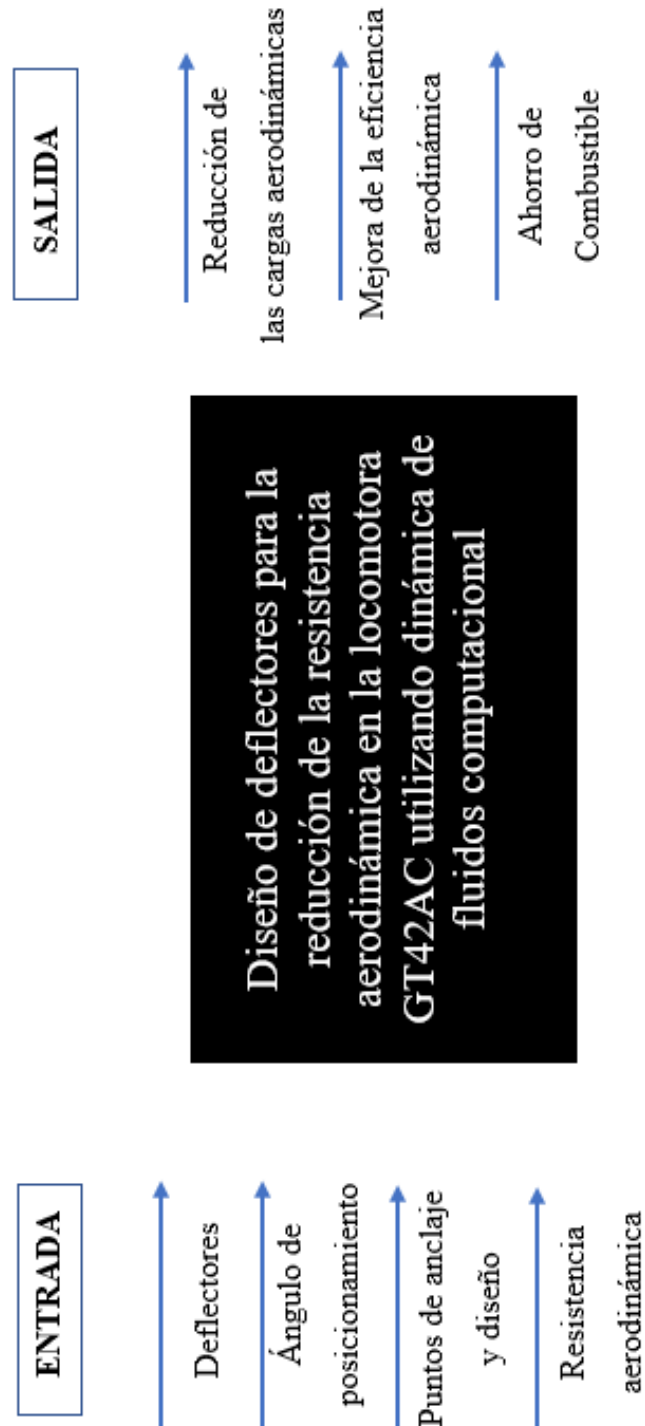 ENTRADA
Deflectores
Ángulo de
posicionamiento
Puntos de anclaje
y diseño
Resistencia
aerodinámica
Diseño de deflectores para la
reducción de la resistencia
aerodinámica en la locomotora
GT42AC utilizando dinámica de
fluidos computacional
SALIDA
Reducción de
las cargas aerodinámicas
Mejora de la eficiencia
aerodinámica
Ahorro de
Combustible